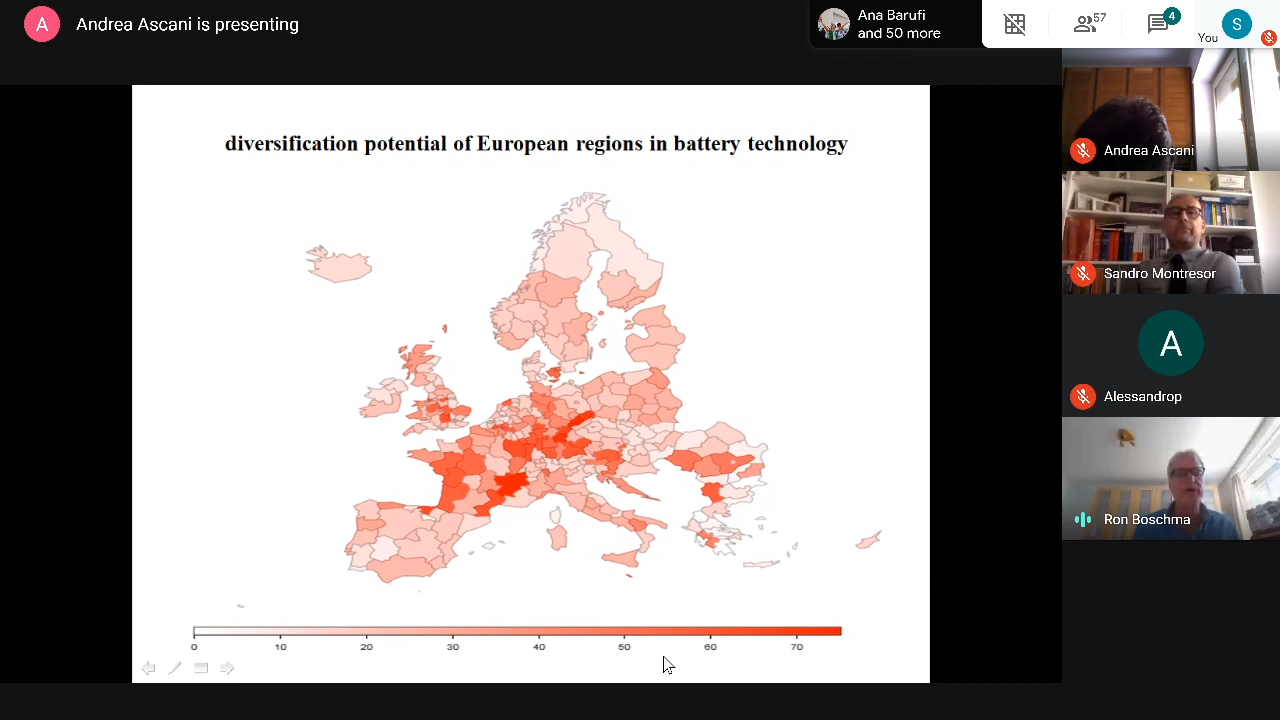 A
Andrea Ascani is presenting
Ana Barufi
and 50 more
57
4
You
S
diversification potential of European regions in battery technology
Andrea Ascani
Sandro Montresor
A
Alessandrop
Ron Boschma
0 10 20 30 40 50 60 70